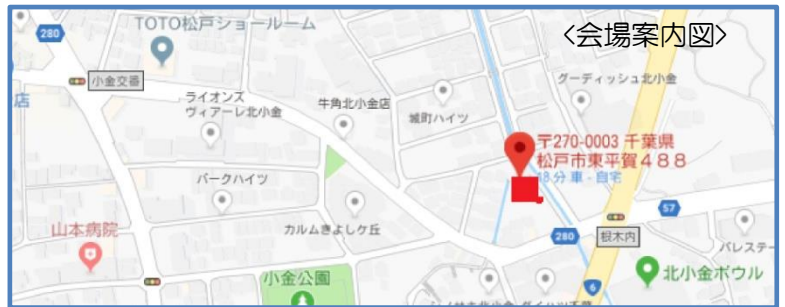 <会場案内図>
280
TOTO松戸ショールーム
小金交番
店
ライオンズ
ヴィアーレ北小金
牛角北小金店
城町ハイツ
グーディッシュ北小金
〒270-0003 千葉県
松戸市東平賀488
18分 車 - 自宅
パークハイツ
57
山本病院
カルムきよしケ丘
280
根木内
パレステー
小金公園
6
北小金ボウル